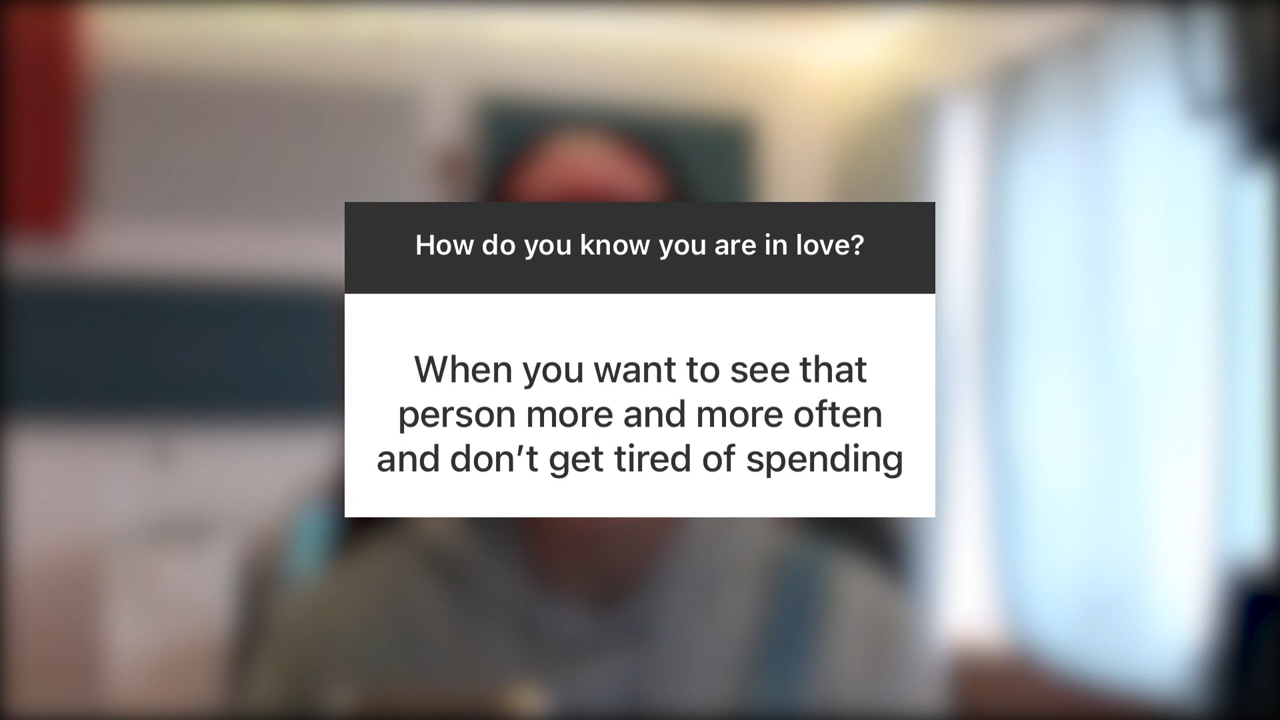 How do you know you are in love?
When you want to see that
person more and more often
and don’t get tired of spending